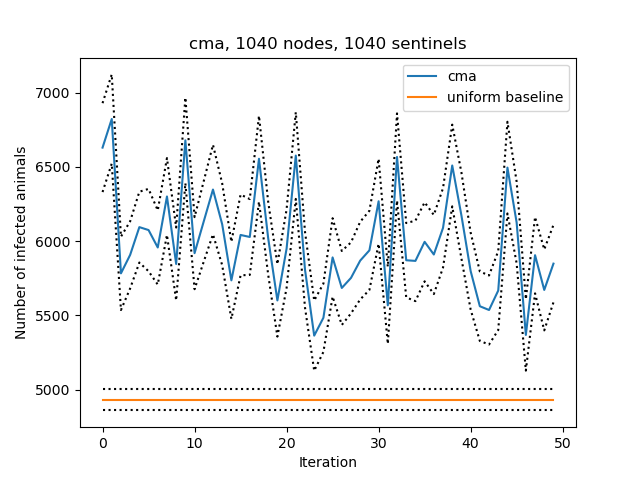 cma, 1040 nodes, 1040 sentinels
cma
uniform baseline
Number of infected animals
7000
6500
6000
5500
5000
0 10 20 30 40 50
Iteration